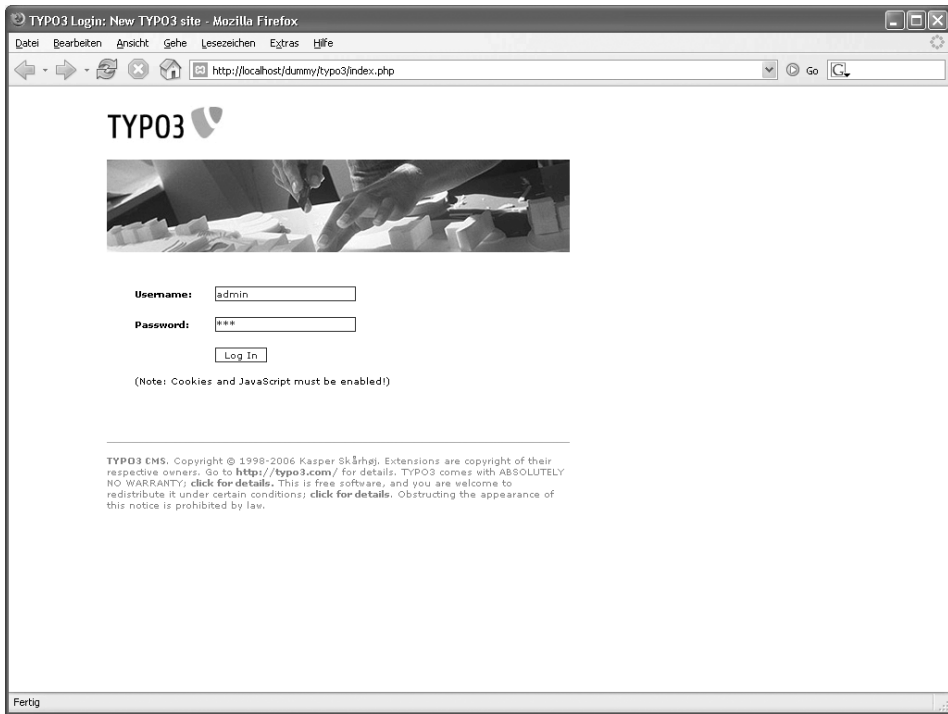 TYPO3 Login: New TYPO3 site - Mozilla Firefox
Datei Bearbeiten Ansicht Gehe Lesezeichen Extras Hilfe
http://localhost/dummy/typo3/index.php Go G
TYPO3
Username: admin
Password: ***
Log In
(Note: Cookies and JavaScript must be enabled!)
TYPO3 CMS. Copyright © 1998-2006 Kasper Skårhøj. Extensions are copyright of their
respective owners. Go to http://typo3.com/ for details. TYPO3 comes with ABSOLUTELY
NO WARRANTY; click for details. This is free software, and you are welcome to
redistribute it under certain conditions; click for details. Obstructing the appearance of
this notice is prohibited by law.
Fertig